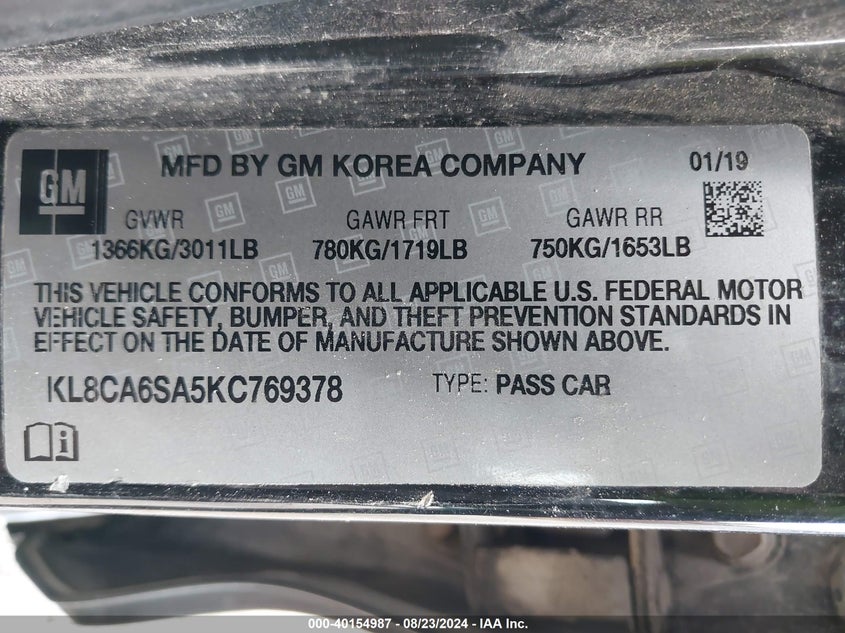 GM MFD BY GM KOREA COMPANY 01/19
GVWR GAWR FRT GAWR RR
1366KG/3011LB 780KG/1719LB 750KG/1653LB
THIS VEHICLE CONFORMS TO ALL APPLICABLE U.S. FEDERAL MOTOR
VEHICLE SAFETY, BUMPER, AND THEFT PREVENTION STANDARDS IN
EFFECT ON THE DATE OF MANUFACTURE SHOWN ABOVE.
KL8CA6SA5KC769378 TYPE: PASS CAR
000-40154987 - 08/23/2024 - IAA Inc.